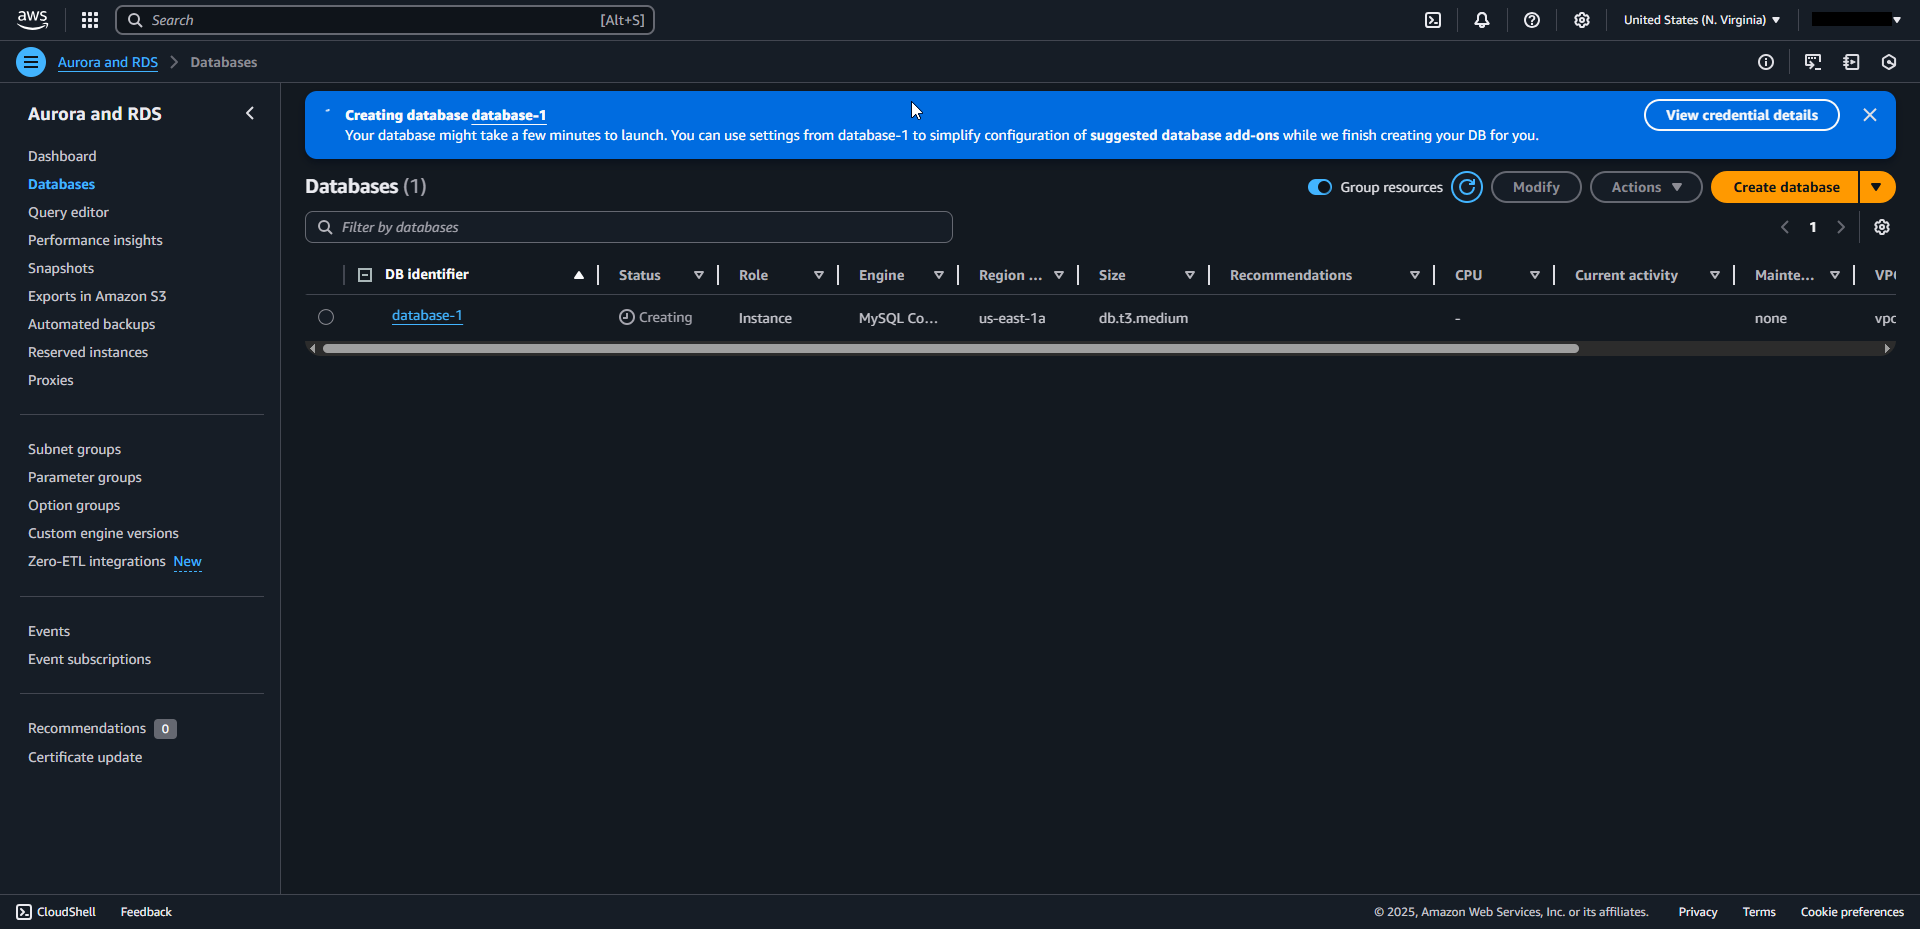 aws
Search [Alt+S]
United States (N. Virginia)
Aurora and RDS > Databases
Aurora and RDS
Dashboard
Databases
Query editor
Performance insights
Snapshots
Exports in Amazon S3
Automated backups
Reserved instances
Proxies
Subnet groups
Parameter groups
Option groups
Custom engine versions
Zero-ETL integrations New
Events
Event subscriptions
Recommendations 0
Certificate update
Creating database database-1
Your database might take a few minutes to launch. You can use settings from database-1 to simplify configuration of suggested database add-ons while we finish creating your DB for you.
View credential details
Databases (1)
Group resources
Modify
Actions
Create database
Filter by databases
1
DB identifier Status Role Engine Region ... Size Recommendations CPU Current activity Mainte... VPC
database-1 Creating Instance MySQL Co... us-east-1a db.t3.medium - none vpc
CloudShell Feedback
© 2025, Amazon Web Services, Inc. or its affiliates. Privacy Terms Cookie preferences